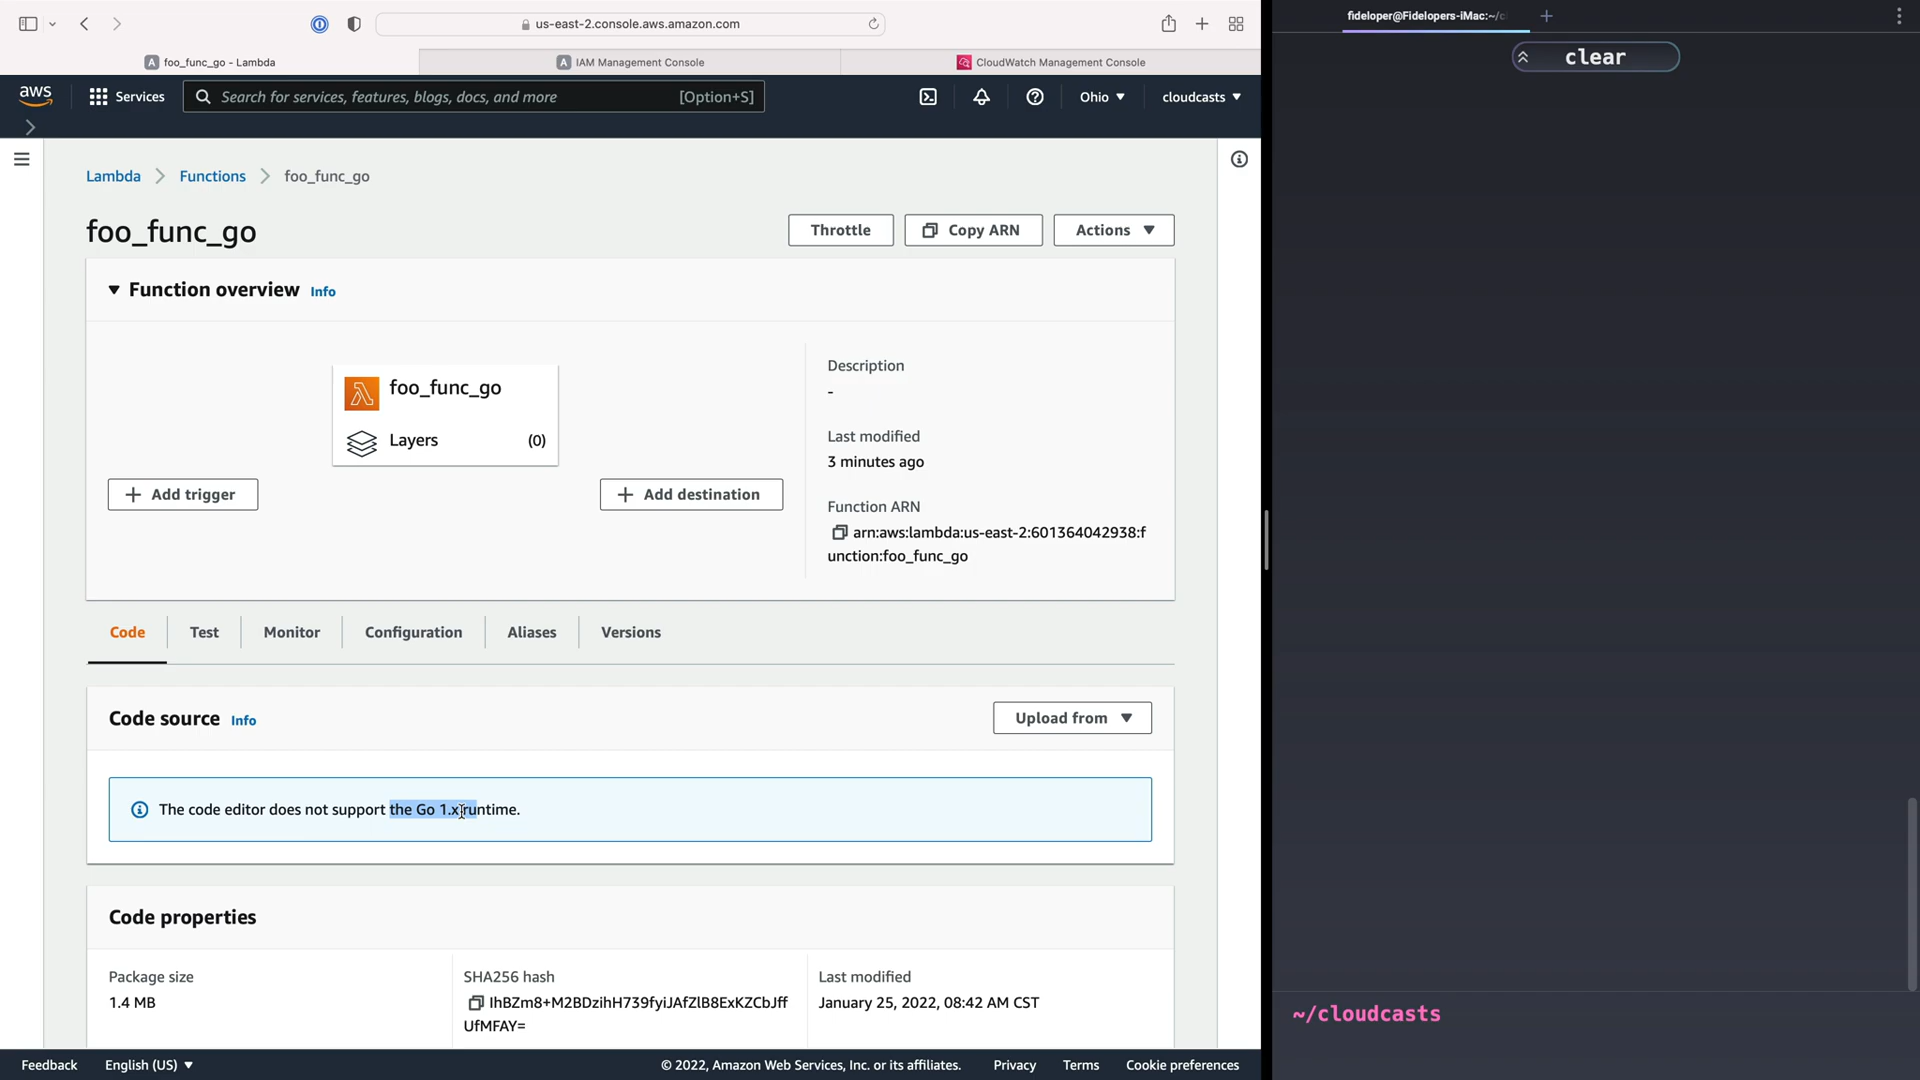 us-east-2.console.aws.amazon.com
foo_func_go - Lambda
IAM Management Console
CloudWatch Management Console
aws
Services
Search for services, features, blogs, docs, and more
[Option+S]
Ohio
cloudcasts
Lambda
Functions
foo_func_go
foo_func_go
Throttle
Copy ARN
Actions
Function overview
Info
foo_func_go
Layers
(0)
Add trigger
Add destination
Description
-
Last modified
3 minutes ago
Function ARN
arn:aws:lambda:us-east-2:601364042938:f
unction:foo_func_go
Code
Test
Monitor
Configuration
Aliases
Versions
Code source
Info
Upload from
The code editor does not support the Go 1.x runtime.
Code properties
Package size
1.4 MB
SHA256 hash
IhBZm8+M2BDzihH739fyiJAfZlB8ExKZCbJff
UfMFAY=
Last modified
January 25, 2022, 08:42 AM CST
Feedback
English (US)
© 2022, Amazon Web Services, Inc. or its affiliates.
Privacy
Terms
Cookie preferences
fideloper@Fidelopers-iMac:~/c
clear
~/cloudcasts